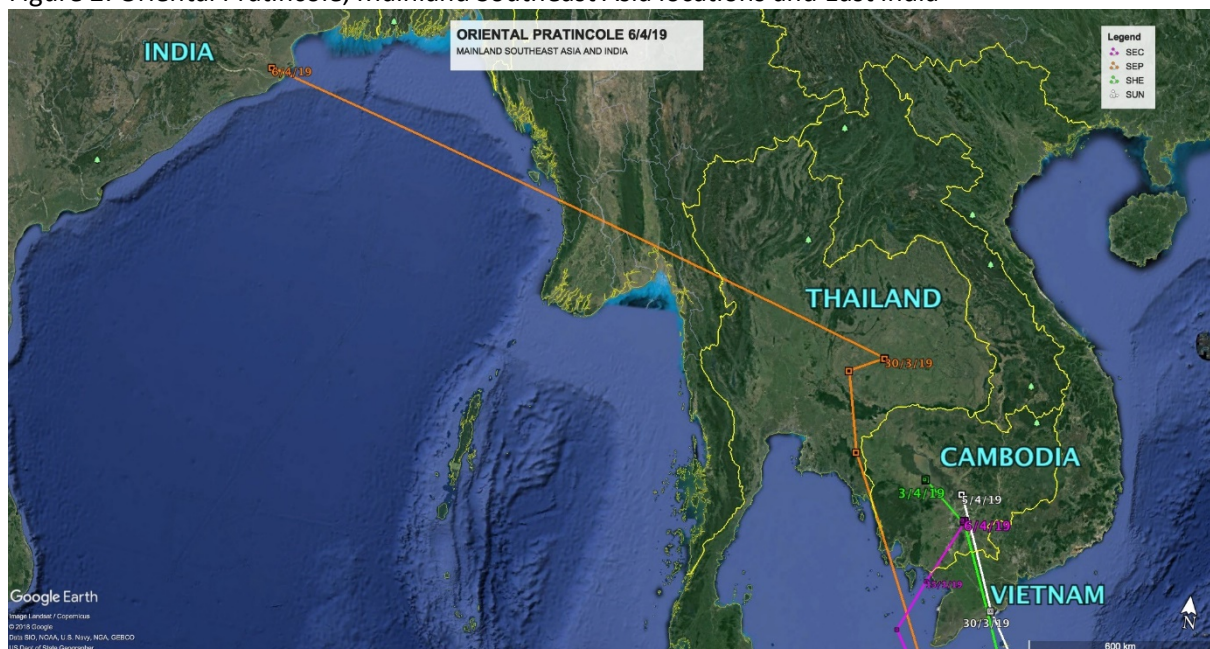 Figure 2: Oriental Pratincole, Mainland Southeast Asia locations and East India
ORIENTAL PRATINCOLE 6/4/19
MAINLAND SOUTHEAST ASIA AND INDIA
Legend
SEC
SEP
SHE
SUN
INDIA
6/4/19
THAILAND
30/3/19
CAMBODIA
3/4/19
5/4/19
VIETNAM
30/3/19
Google Earth
Image Landsat / Copernicus
© 2018 Google
Data SIO, NOAA, U.S. Navy, NGA, GEBCO
US Dept of State Geographer
N
600 km